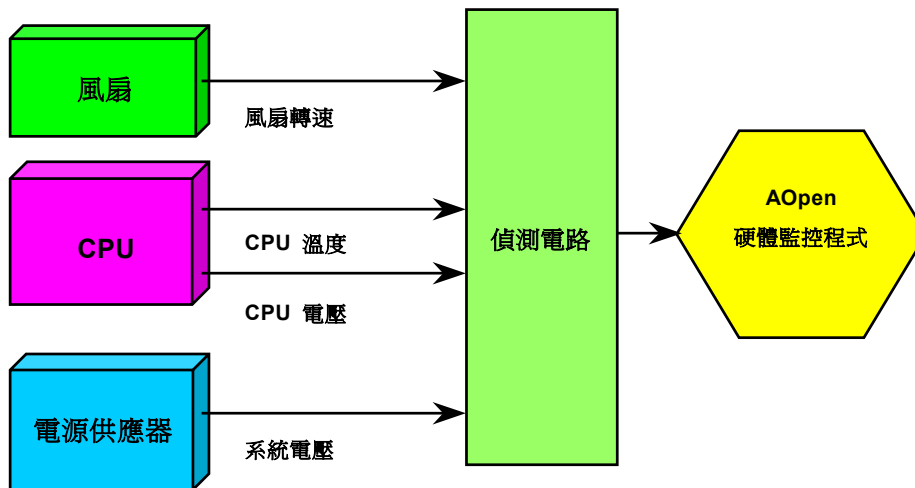 風扇
風扇轉速
CPU
CPU 溫度
CPU 電壓
電源供應器
系統電壓
偵測電路
AOpen
硬體監控程式